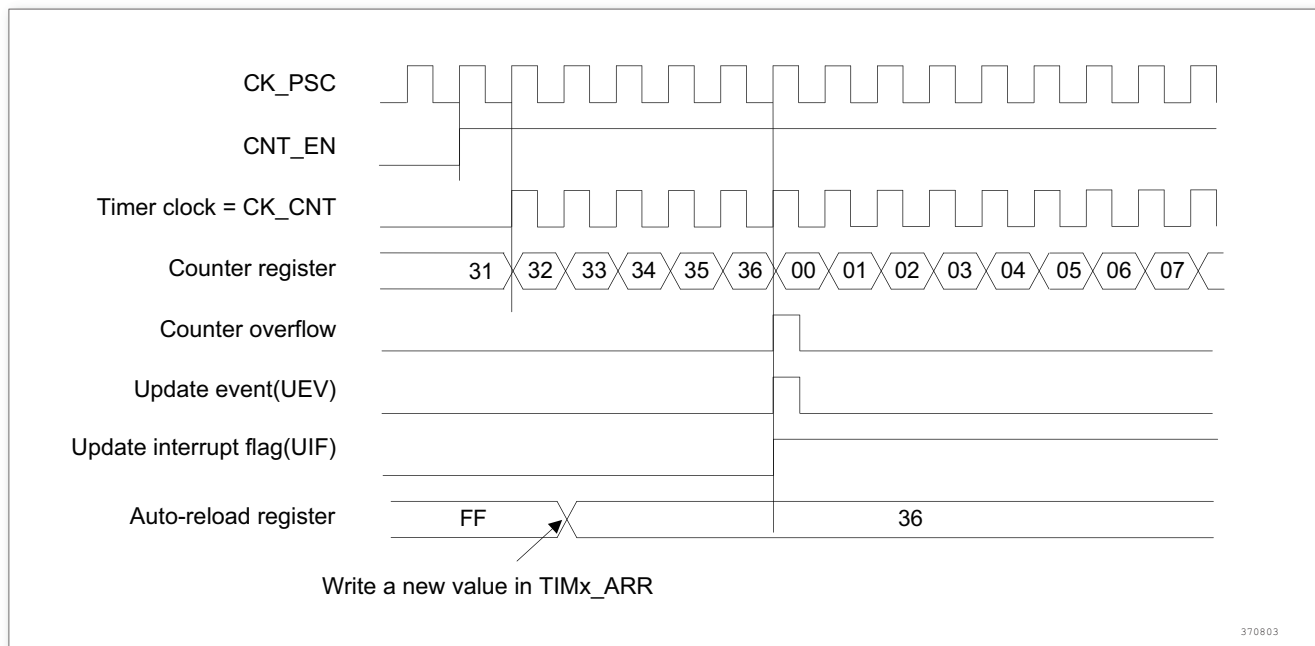 CK_PSC
CNT_EN
Timer clock = CK_CNT
Counter register 31 32 33 34 35 36 00 01 02 03 04 05 06 07
Counter overflow
Update event(UEV)
Update interrupt flag(UIF)
Auto-reload register FF 36
Write a new value in TIMx_ARR
370803